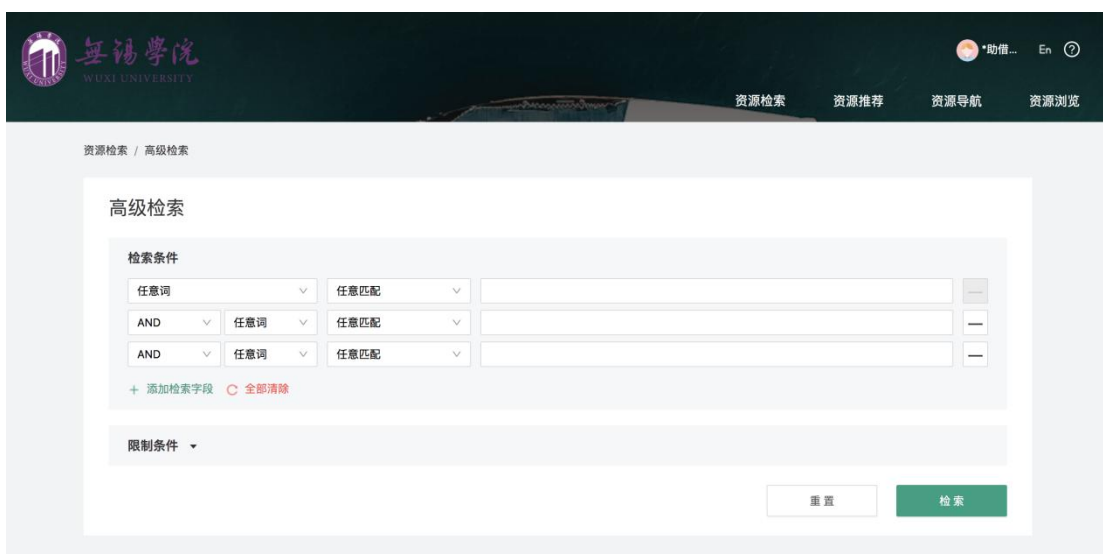 無錫學院
WUXI UNIVERSITY
*助借... En ?
资源检索 资源推荐 资源导航 资源浏览
资源检索 / 高级检索
高级检索
检索条件
任意词 任意匹配
AND 任意词 任意匹配
AND 任意词 任意匹配
+ 添加检索字段 全部清除
限制条件
重置 检索